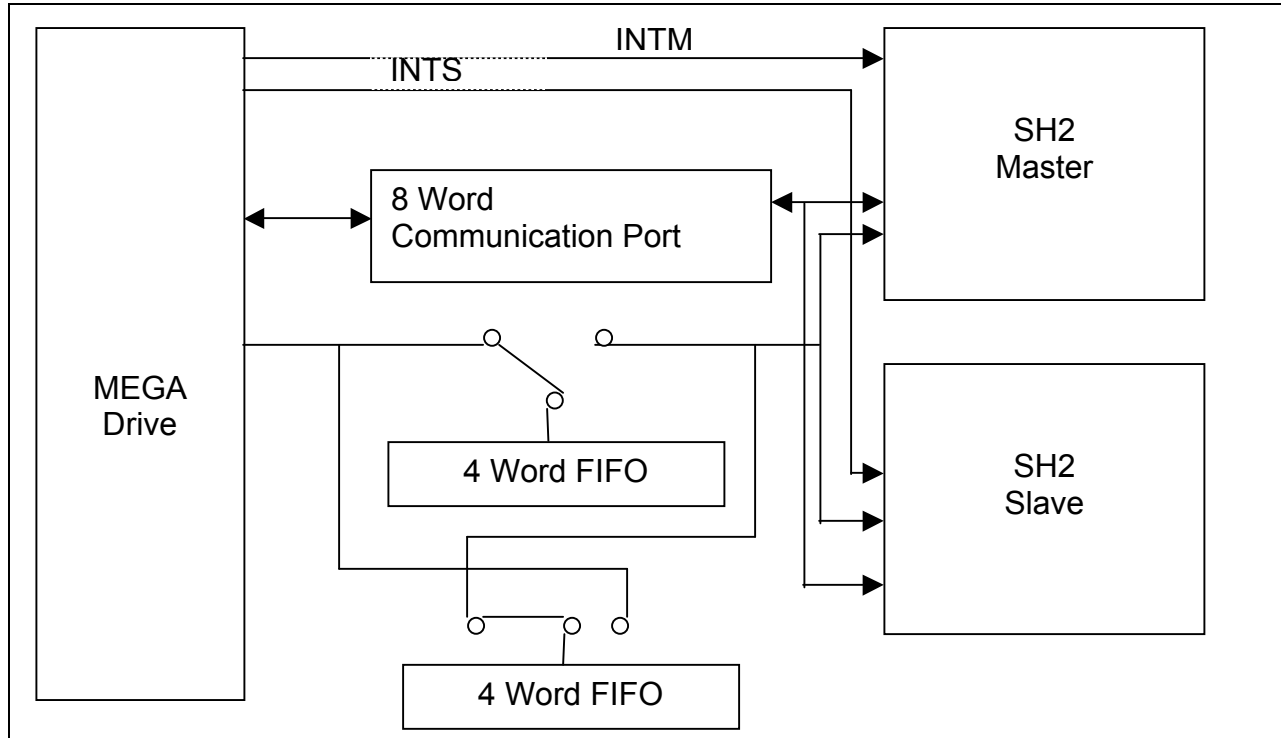 INTM
INTS
SH2
Master
8 Word
Communication Port
MEGA
Drive
4 Word FIFO
SH2
Slave
4 Word FIFO